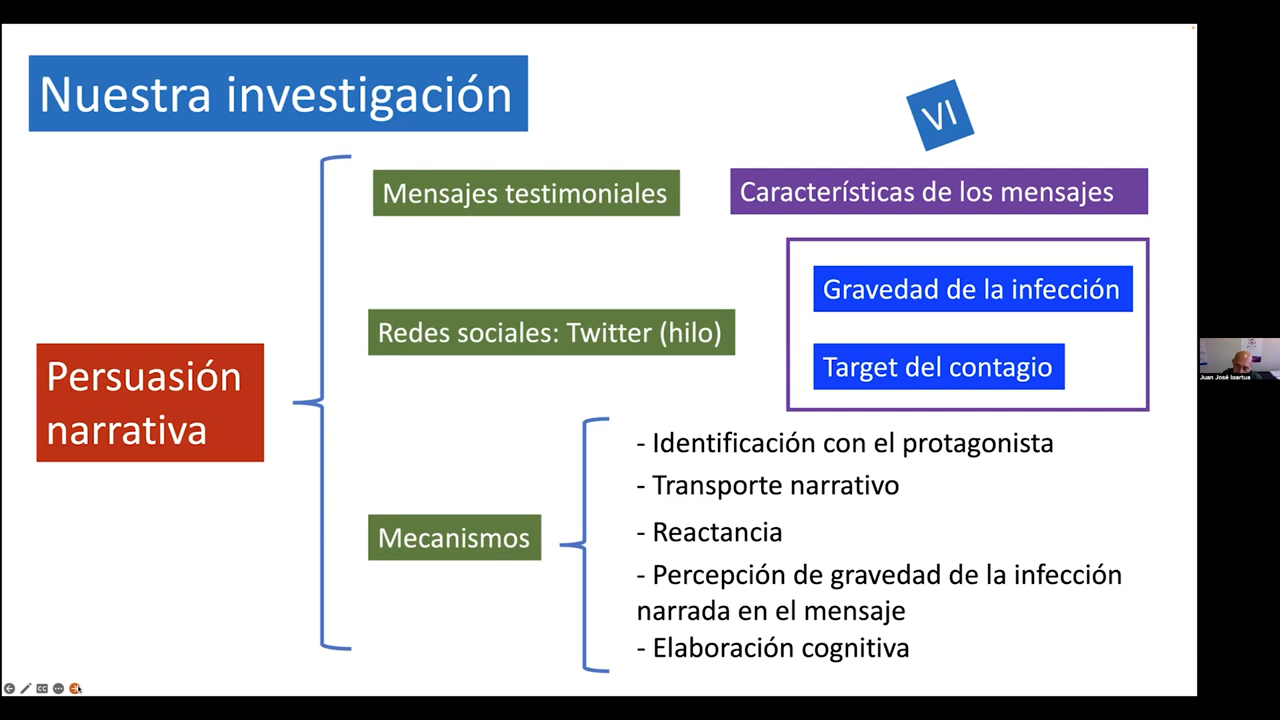 Nuestra investigación
VI
Mensajes testimoniales
Características de los mensajes
Gravedad de la infección
Redes sociales: Twitter (hilo)
Target del contagio
Persuasión
narrativa
Mecanismos
- Identificación con el protagonista
- Transporte narrativo
- Reactancia
- Percepción de gravedad de la infección
narrada en el mensaje
- Elaboración cognitiva
Juan José Igartua